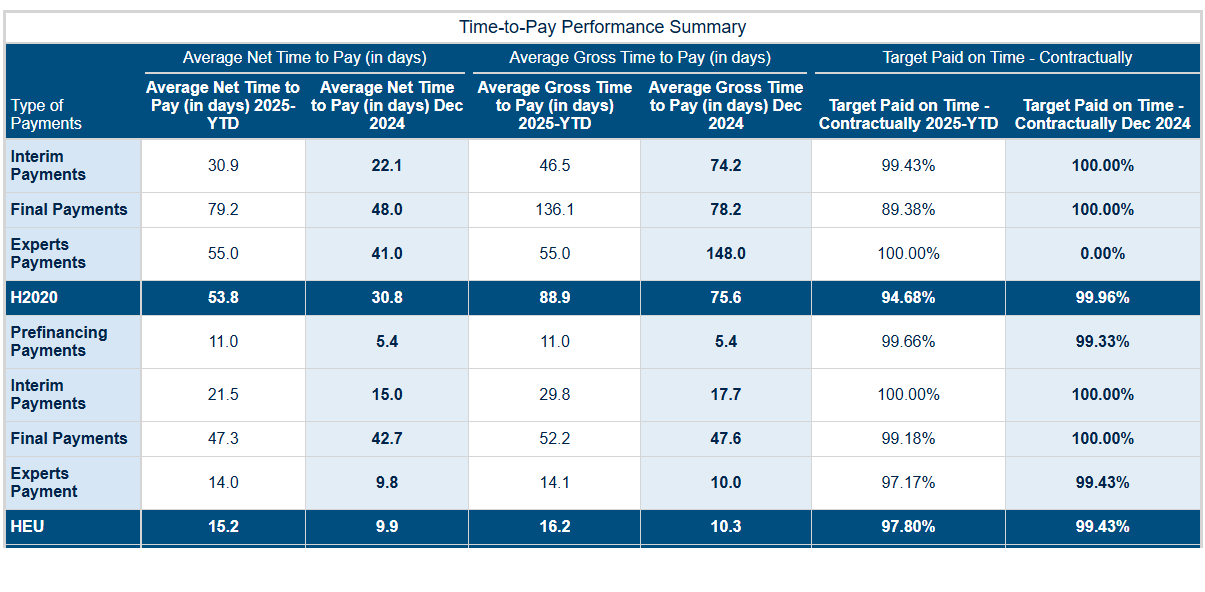 Time-to-Pay Performance Summary
Average Net Time to Pay (in days) Average Gross Time to Pay (in days) Target Paid on Time - Contractually
Type of Payments Average Net Time to Pay (in days) 2025-YTD Average Net Time to Pay (in days) Dec 2024 Average Gross Time to Pay (in days) 2025-YTD Average Gross Time to Pay (in days) Dec 2024 Target Paid on Time - Contractually 2025-YTD Target Paid on Time - Contractually Dec 2024
Interim Payments 30.9 22.1 46.5 74.2 99.43% 100.00%
Final Payments 79.2 48.0 136.1 78.2 89.38% 100.00%
Experts Payments 55.0 41.0 55.0 148.0 100.00% 0.00%
H2020 53.8 30.8 88.9 75.6 94.68% 99.96%
Prefinancing Payments 11.0 5.4 11.0 5.4 99.66% 99.33%
Interim Payments 21.5 15.0 29.8 17.7 100.00% 100.00%
Final Payments 47.3 42.7 52.2 47.6 99.18% 100.00%
Experts Payment 14.0 9.8 14.1 10.0 97.17% 99.43%
HEU 15.2 9.9 16.2 10.3 97.80% 99.43%